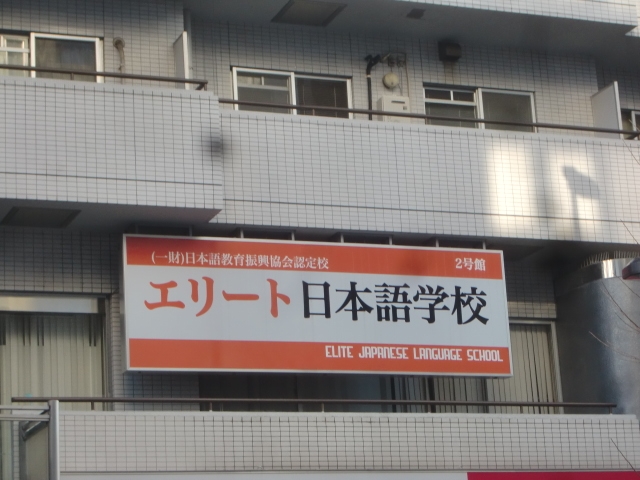 (一財)日本語教育振興協会認定校 2号館
エリート日本語学校
ELITE JAPANESE LANGUAGE SCHOOL